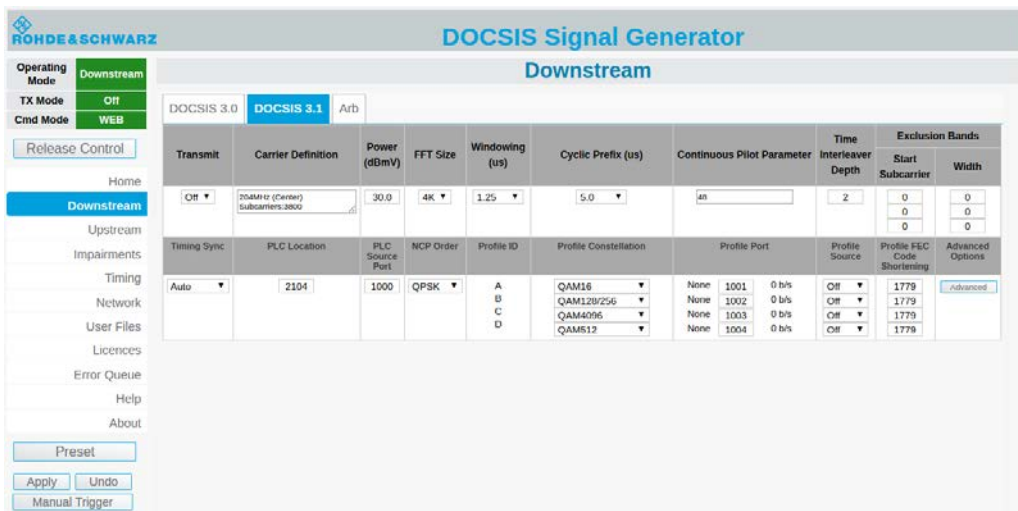 ROHDE&SCHWARZ
DOCSIS Signal Generator
Operating Mode Downstream
TX Mode Off
Cmd Mode WEB
Release Control
Home
Downstream
Upstream
Impairments
Timing
Network
User Files
Licences
Error Queue
Help
About
Preset
Apply Undo
Manual Trigger
Downstream
DOCSIS 3.0 DOCSIS 3.1 Arb
Transmit Carrier Definition Power (dBmV) FFT Size Windowing (us) Cyclic Prefix (us) Continuous Pilot Parameter Time Interleaver Depth Exclusion Bands Start Subcarrier Width
Off 204MHz (Center) 30.0 4K 1.25 5.0 48 2 0 0
Subcarriers:3800 0 0
0 0
Timing Sync PLC Location PLC Source Port NCP Order Profile ID Profile Constellation Profile Port Profile Source Profile FEC Code Shortening Advanced Options
Auto 2104 1000 QPSK A QAM16 None 1001 0 b/s Off 1779 Advanced
B QAM128/256 None 1002 0 b/s Off 1779
C QAM4096 None 1003 0 b/s Off 1779
D QAM512 None 1004 0 b/s Off 1779